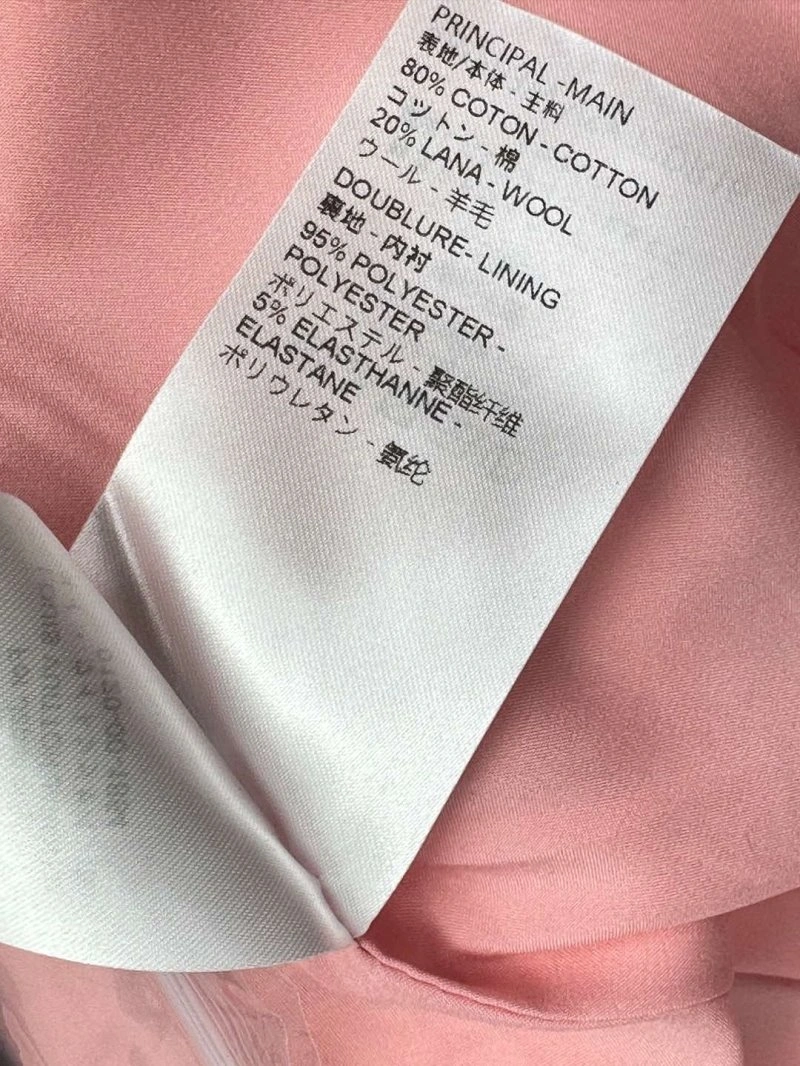 PRINCIPAL -MAIN
表地/本体 - 主料
80% COTON - COTTON
コットン - 棉
20% LANA - WOOL
ウール - 羊毛
DOUBLURE- LINING
裏地 - 内衬
95% POLYESTER -
POLYESTER
ポリエステル - 聚酯纤维
5% ELASTHANNE -
ELASTANE
ポリウレタン - 氨纶